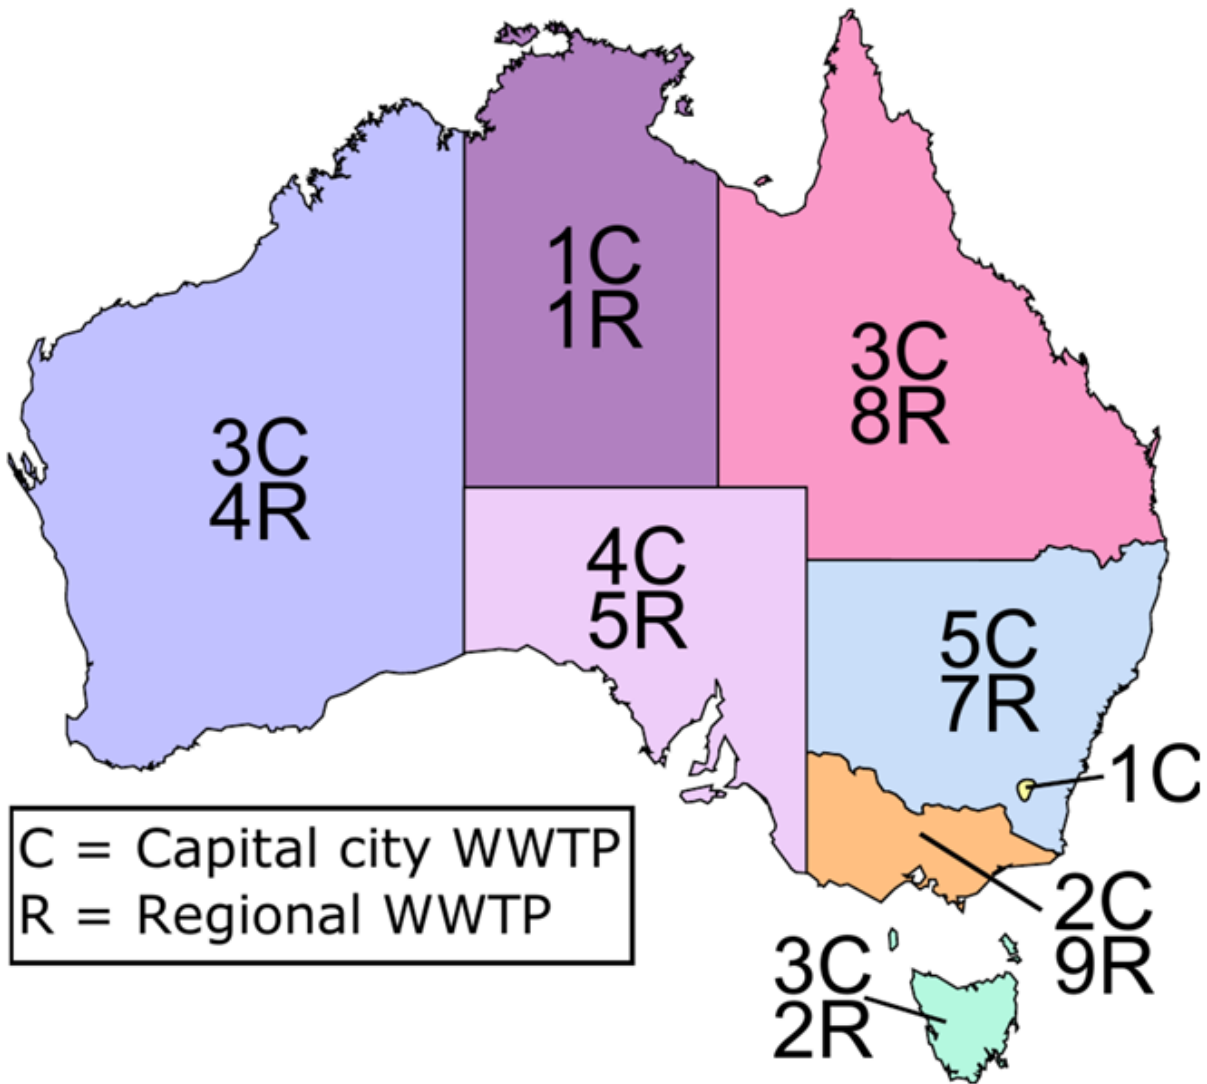 1C
1R
3C
8R
3C
4R
4C
5R
5C
7R
1C
C = Capital city WWTP
R = Regional WWTP
2C
9R
3C
2R